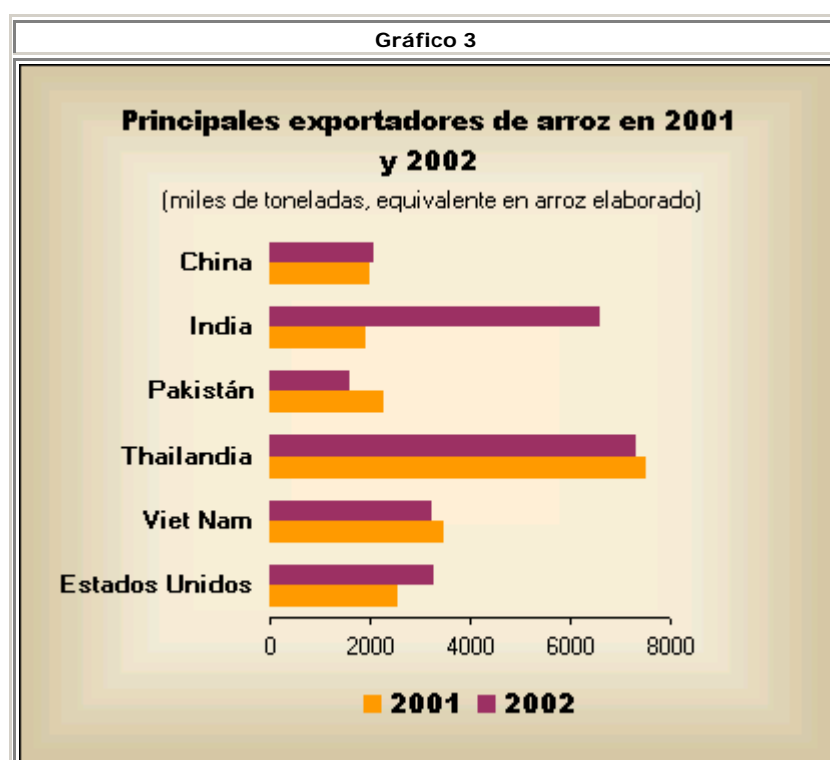 Gráfico 3
Principales exportadores de arroz en 2001
y 2002
(miles de toneladas, equivalente en arroz elaborado)
China
India
Pakistán
Thailandia
Viet Nam
Estados Unidos
0 2000 4000 6000 8000
2001 2002